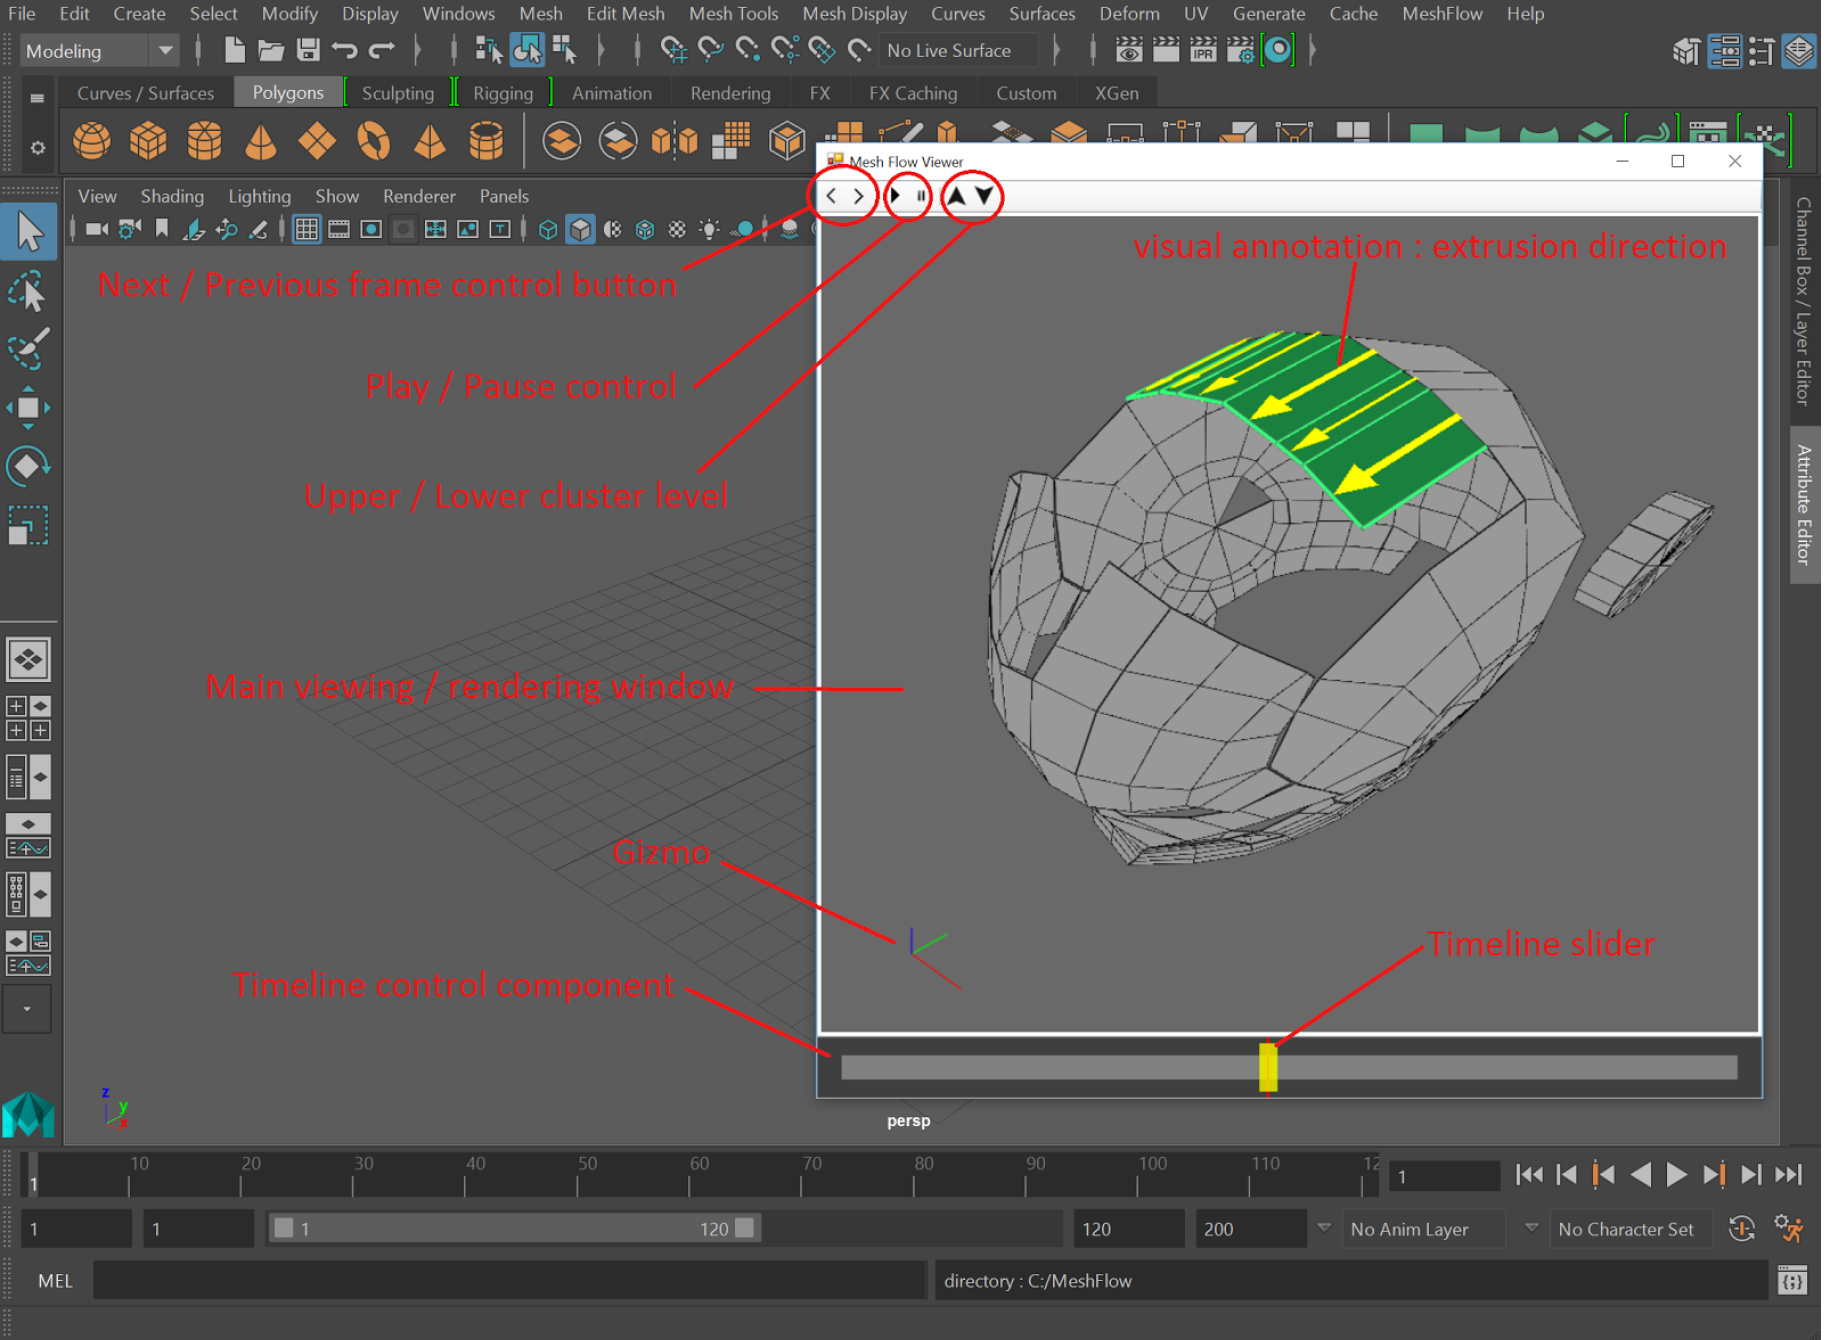 File Edit Create Select Modify Display Windows Mesh Edit Mesh Mesh Tools Mesh Display Curves Surfaces Deform UV Generate Cache MeshFlow Help
Modeling No Live Surface IPR
Curves / Surfaces Polygons Sculpting Rigging Animation Rendering FX FX Caching Custom XGen
Mesh Flow Viewer
View Shading Lighting Show Renderer Panels
Channel Box / Layer Editor
Attribute Editor
visual annotation : extrusion direction
Next / Previous frame control button
Play / Pause control
Upper / Lower cluster level
Main viewing / rendering window
Gizmo
Timeline slider
Timeline control component
z
y
x
persp
10 20 30 40 50 60 70 80 90 100 110 12
1 1
1 1 1 120 120 200 No Anim Layer No Character Set
MEL directory : C:/MeshFlow